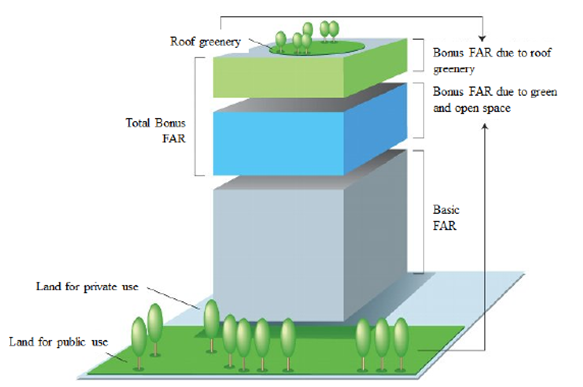 Roof greenery
Bonus FAR due to roof
greenery
Bonus FAR due to green
and open space
Total Bonus
FAR
Basic
FAR
Land for private use
Land for public use